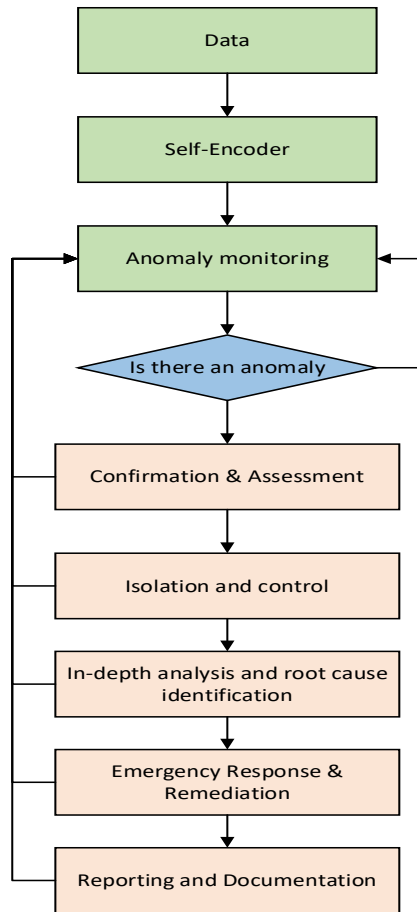 Data
Self-Encoder
Anomaly monitoring
Is there an anomaly
Confirmation & Assessment
Isolation and control
In-depth analysis and root cause
identification
Emergency Response &
Remediation
Reporting and Documentation